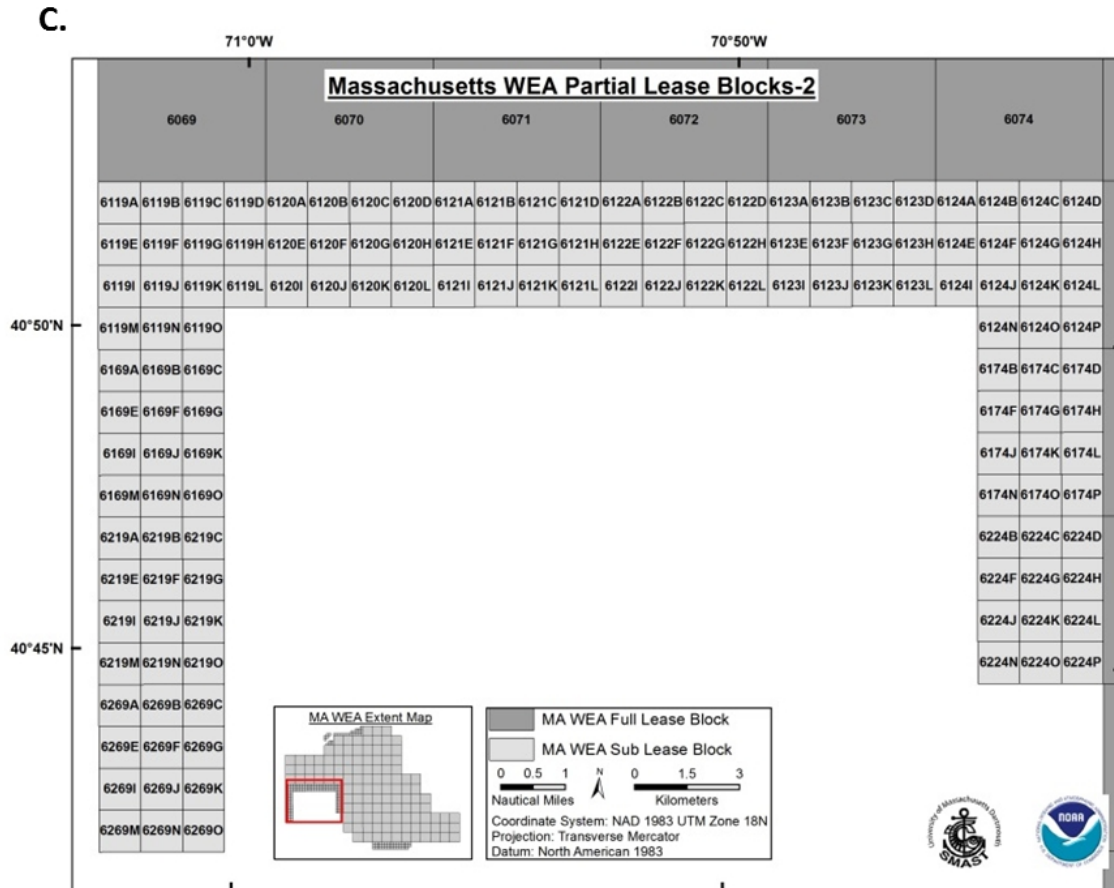 C.
71°0'W 70°50'W
Massachusetts WEA Partial Lease Blocks-2
6069 6070 6071 6072 6073 6074
6119A 6119B 6119C 6119D 6120A 6120B 6120C 6120D 6121A 6121B 6121C 6121D 6122A 6122B 6122C 6122D 6123A 6123B 6123C 6123D 6124A 6124B 6124C 6124D
6119E 6119F 6119G 6119H 6120E 6120F 6120G 6120H 6121E 6121F 6121G 6121H 6122E 6122F 6122G 6122H 6123E 6123F 6123G 6123H 6124E 6124F 6124G 6124H
6119I 6119J 6119K 6119L 6120I 6120J 6120K 6120L 6121I 6121J 6121K 6121L 6122I 6122J 6122K 6122L 6123I 6123J 6123K 6123L 6124I 6124J 6124K 6124L
40°50'N 6119M 6119N 6119O 6124N 6124O 6124P
6169A 6169B 6169C 6174B 6174C 6174D
6169E 6169F 6169G 6174F 6174G 6174H
6169I 6169J 6169K 6174J 6174K 6174L
6169M 6169N 6169O 6174N 6174O 6174P
6219A 6219B 6219C 6224B 6224C 6224D
6219E 6219F 6219G 6224F 6224G 6224H
6219I 6219J 6219K 6224J 6224K 6224L
40°45'N 6219M 6219N 6219O 6224N 6224O 6224P
6269A 6269B 6269C
6269E 6269F 6269G
6269I 6269J 6269K
6269M 6269N 6269O
MA WEA Extent Map
MA WEA Full Lease Block
MA WEA Sub Lease Block
0 0.5 1 N 0 1.5 3
Nautical Miles Kilometers
Coordinate System: NAD 1983 UTM Zone 18N
Projection: Transverse Mercator
Datum: North American 1983
University of Massachusetts Dartmouth
SMAST
NOAA